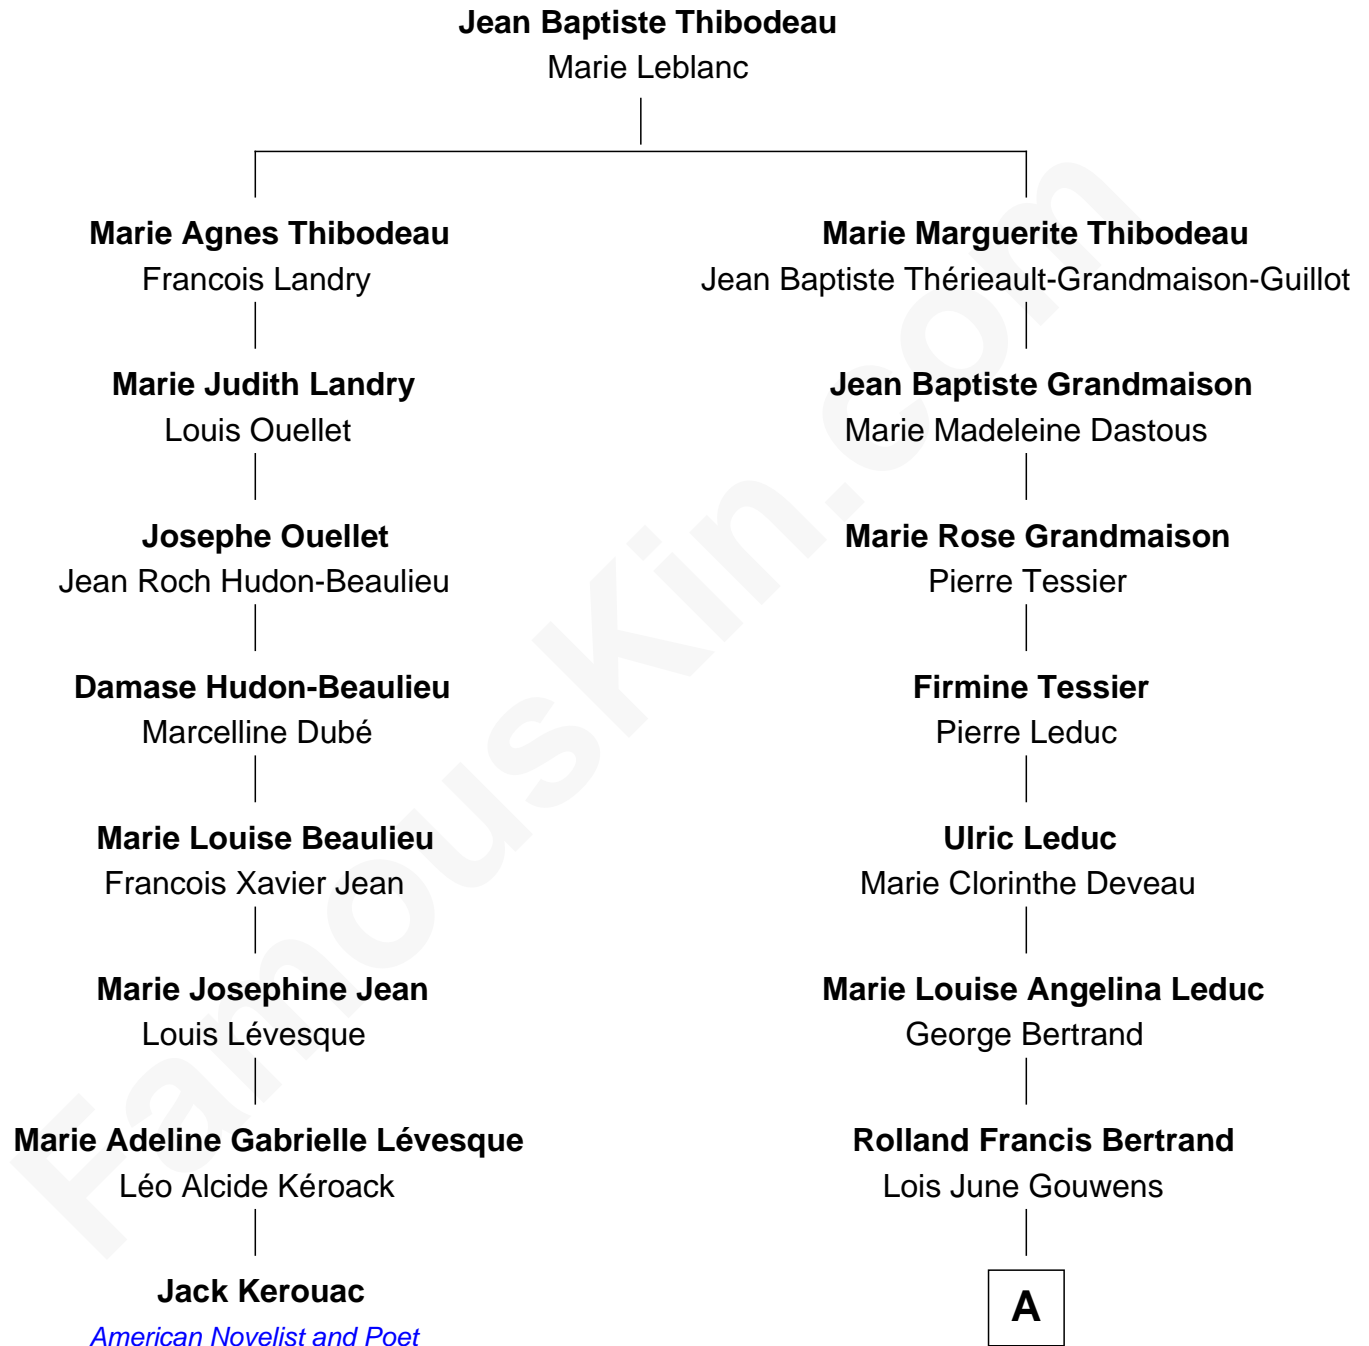 Jean Baptiste Thibodeau
Marie Leblanc
Marie Agnes Thibodeau
Francois Landry
Marie Marguerite Thibodeau
Jean Baptiste Thérieault-Grandmaison-Guillot
Marie Judith Landry
Louis Ouellet
Jean Baptiste Grandmaison
Marie Madeleine Dastous
Josephe Ouellet
Jean Roch Hudon-Beaulieu
Marie Rose Grandmaison
Pierre Tessier
Damase Hudon-Beaulieu
Marcelline Dubé
Firmine Tessier
Pierre Leduc
Marie Louise Beaulieu
Francois Xavier Jean
Ulric Leduc
Marie Clorinthe Deveau
Marie Josephine Jean
Louis Lévesque
Marie Louise Angelina Leduc
George Bertrand
Marie Adeline Gabrielle Lévesque
Léo Alcide Kéroack
Rolland Francis Bertrand
Lois June Gouwens
Jack Kerouac
American Novelist and Poet
A
FamousKin.com